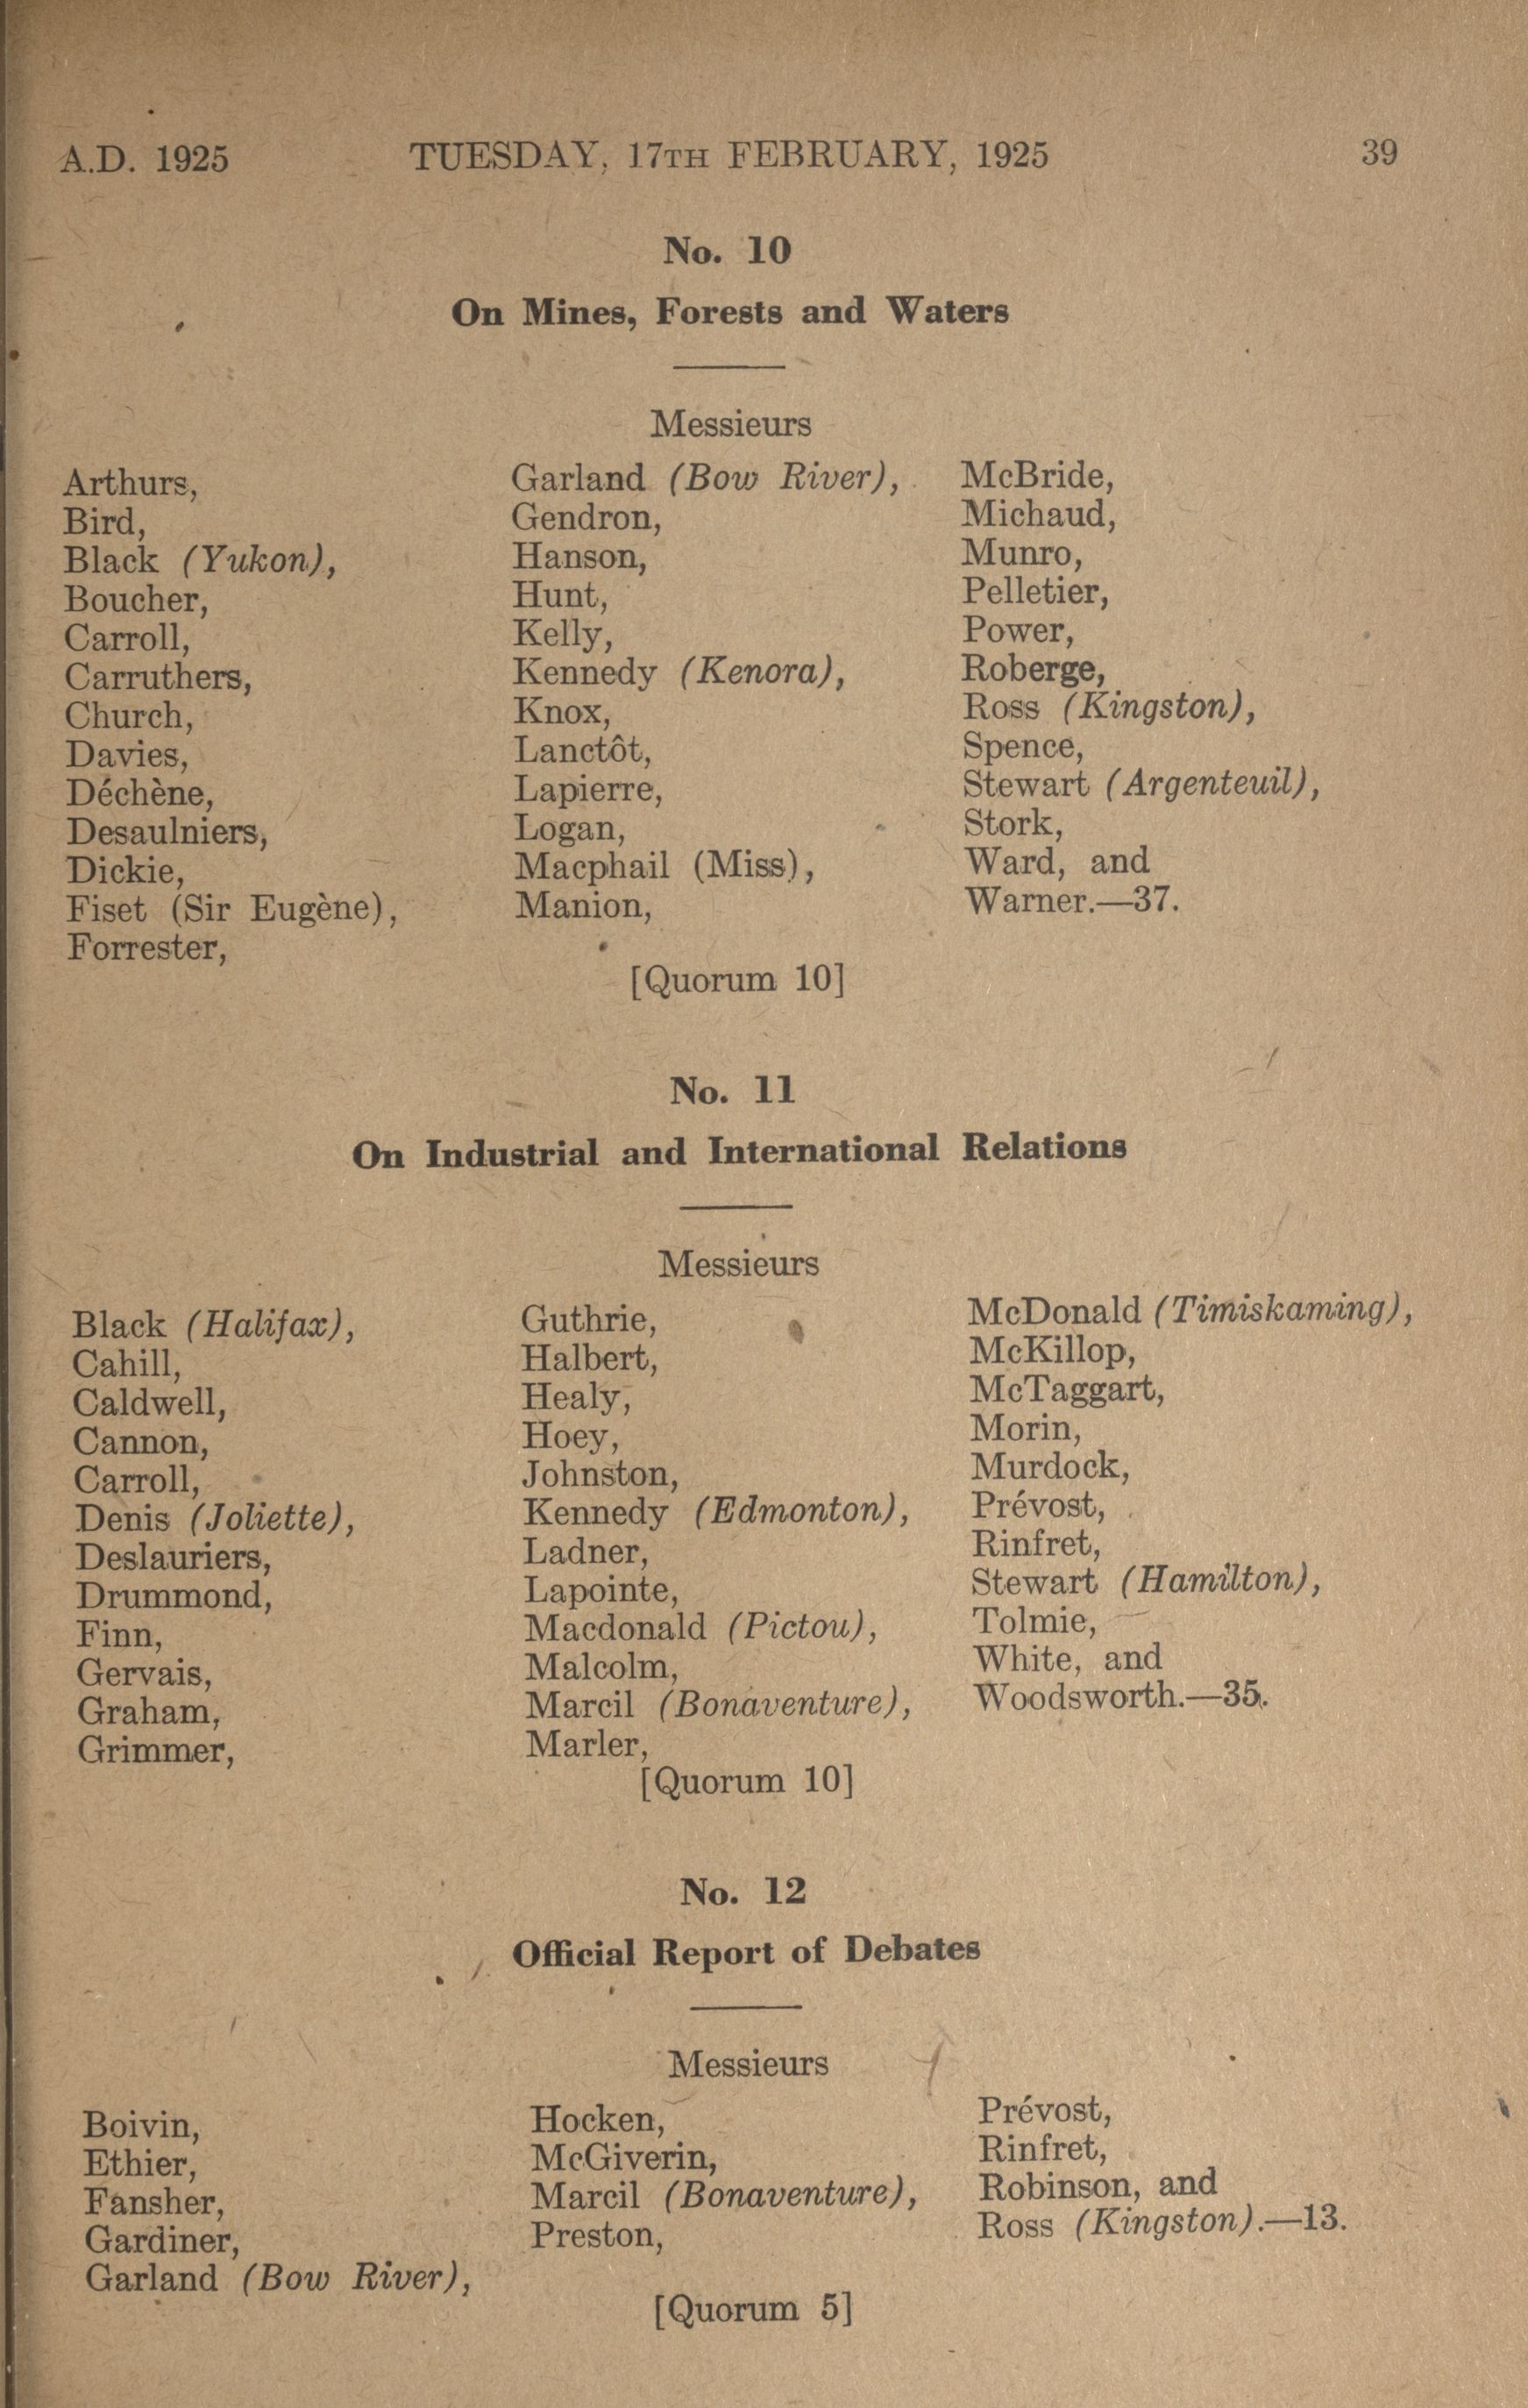 A.D. 1925 TUESDAY, 17TH FEBRUARY, 1925 39
No. 10
On Mines, Forests and Waters
Messieurs
Arthurs,
Bird,
Black (Yukon),
Boucher,
Carroll,
Carruthers,
Church,
Davies,
Déchène,
Desaulniers,
Dickie,
Fiset (Sir Eugène),
Forrester,
Garland (Bow River),
Gendron,
Hanson,
Hunt,
Kelly,
Kennedy (Kenora),
Knox,
Lanctôt,
Lapierre,
Logan,
Macphail (Miss),
Manion,
McBride,
Michaud,
Munro,
Pelletier,
Power,
Roberge,
Ross (Kingston),
Spence,
Stewart (Argenteuil),
Stork,
Ward, and
Warner.—37.
[Quorum 10]
No. 11
On Industrial and International Relations
Messieurs
Black (Halifax),
Cahill,
Caldwell,
Cannon,
Carroll,
Denis (Joliette),
Deslauriers,
Drummond,
Finn,
Gervais,
Graham,
Grimmer,
Guthrie,
Halbert,
Healy,
Hoey,
Johnston,
Kennedy (Edmonton),
Ladner,
Lapointe,
Macdonald (Pictou),
Malcolm,
Marcil (Bonaventure),
Marler,
McDonald (Timiskaming),
McKillop,
McTaggart,
Morin,
Murdock,
Prévost,
Rinfret,
Stewart (Hamilton),
Tolmie,
White, and
Woodsworth.—35.
[Quorum 10]
No. 12
Official Report of Debates
Messieurs
Boivin,
Ethier,
Fansher,
Gardiner,
Garland (Bow River),
Hocken,
McGiverin,
Marcil (Bonaventure),
Preston,
Prévost,
Rinfret,
Robinson, and
Ross (Kingston).—13.
[Quorum 5]